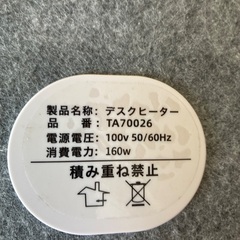 製品名称: デスクヒーター
品 番: TA70026
電源電圧: 100v 50/60Hz
消費電力: 160w
積み重ね禁止